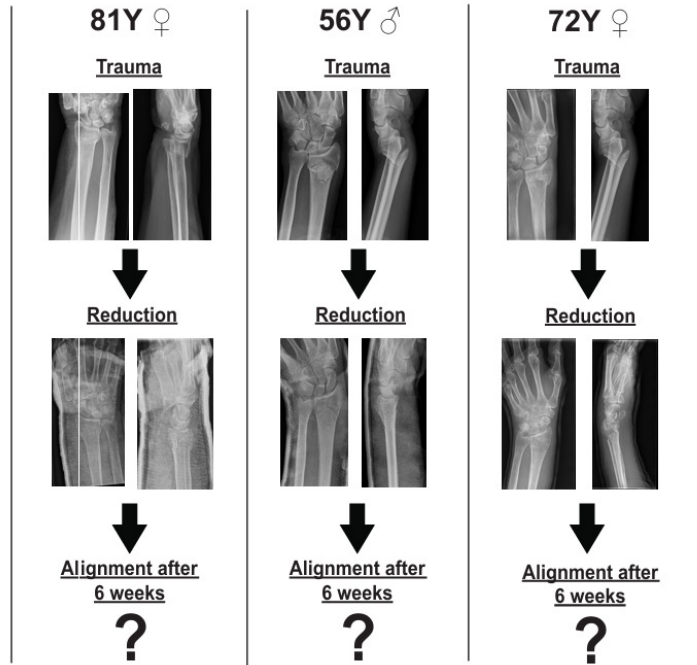 81Y ♀
Trauma
Reduction
Alignment after
6 weeks
?
56Y ♂
Trauma
Reduction
Alignment after
6 weeks
?
72Y ♀
Trauma
Reduction
Alignment after
6 weeks
?